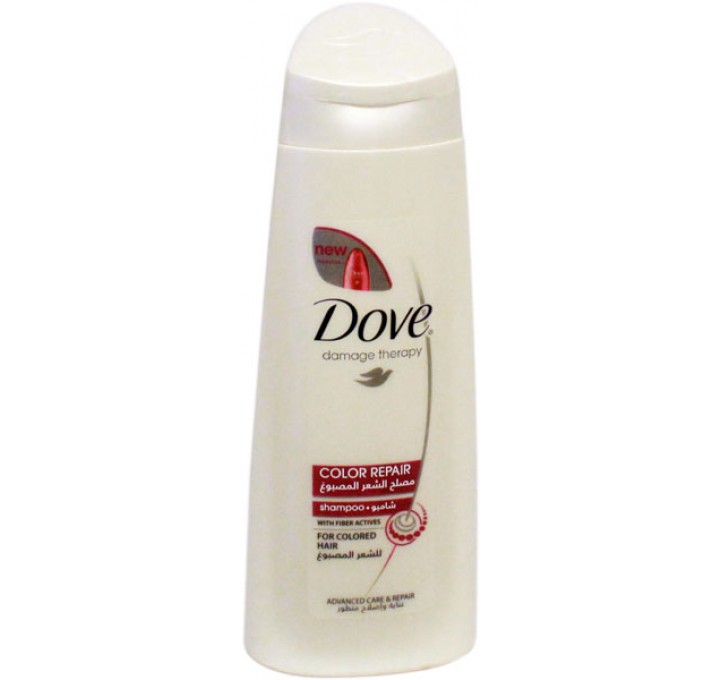 new
Dove
damage therapy
COLOR REPAIR
مصلح الشعر المصبوغ
shampoo • شامبو
WITH FIBER ACTIVES
FOR COLORED
HAIR
للشعر المصبوغ
ADVANCED CARE & REPAIR
عناية وإصلاح متطور